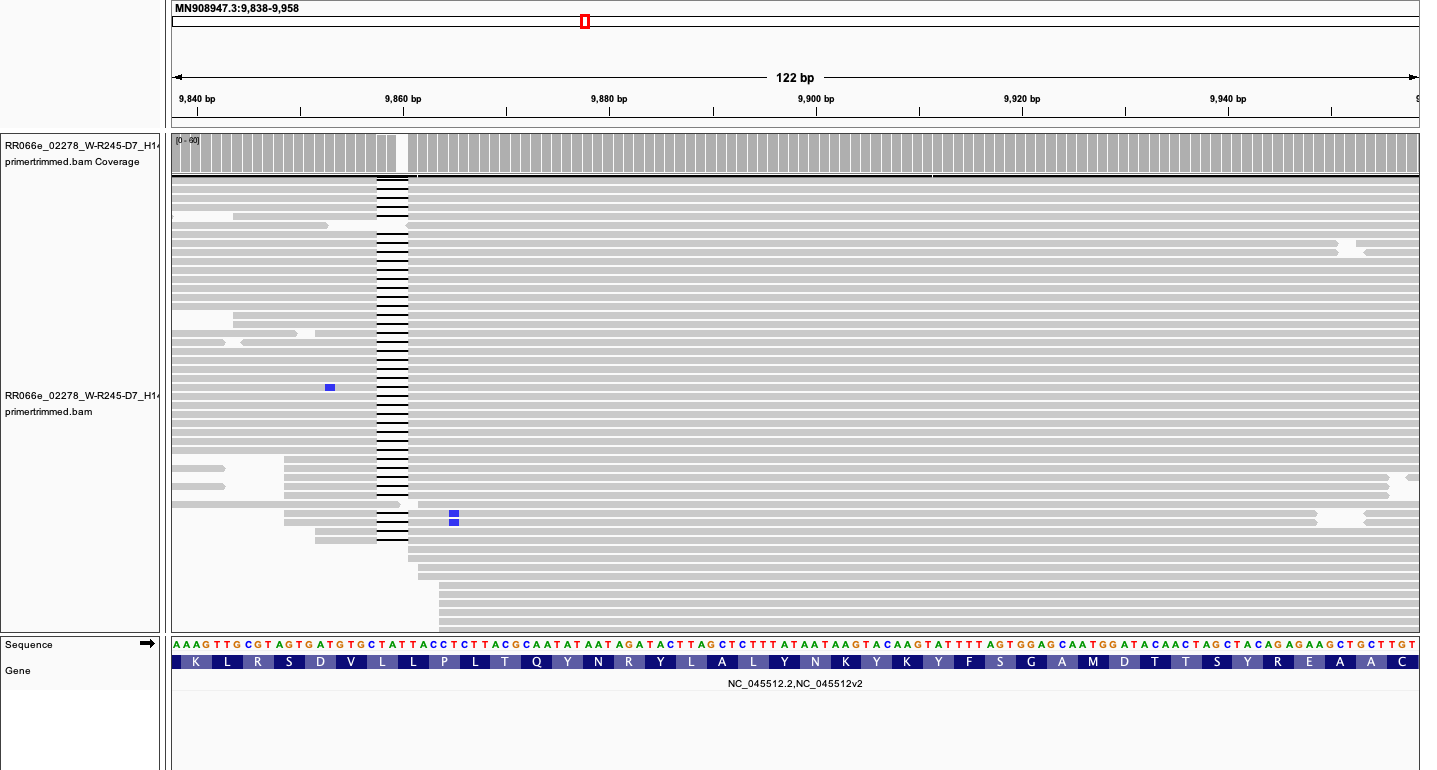 MN908947.3:9,838-9,958
122 bp
9,840 bp 9,860 bp 9,880 bp 9,900 bp 9,920 bp 9,940 bp 9
RR066e_02278_W-R245-D7_H1
primertrimmed.bam Coverage
[0 - 60]
RR066e_02278_W-R245-D7_H1
primertrimmed.bam
Sequence
AAAGTTGCGTAGTGATGTGCTATTACCTCTTACGCAATATAATAGATACTTAGCTCTTTATAATAAGTACAAGTATTTTAGTGGAGCAATGGATACAACTAGCTACAGAGAAGCTGCTTGT
Gene
K L R S D V L L P L T Q Y N R Y L A L Y N K Y K Y F S G A M D T T S Y R E A A C
NC_045512.2,NC_045512v2